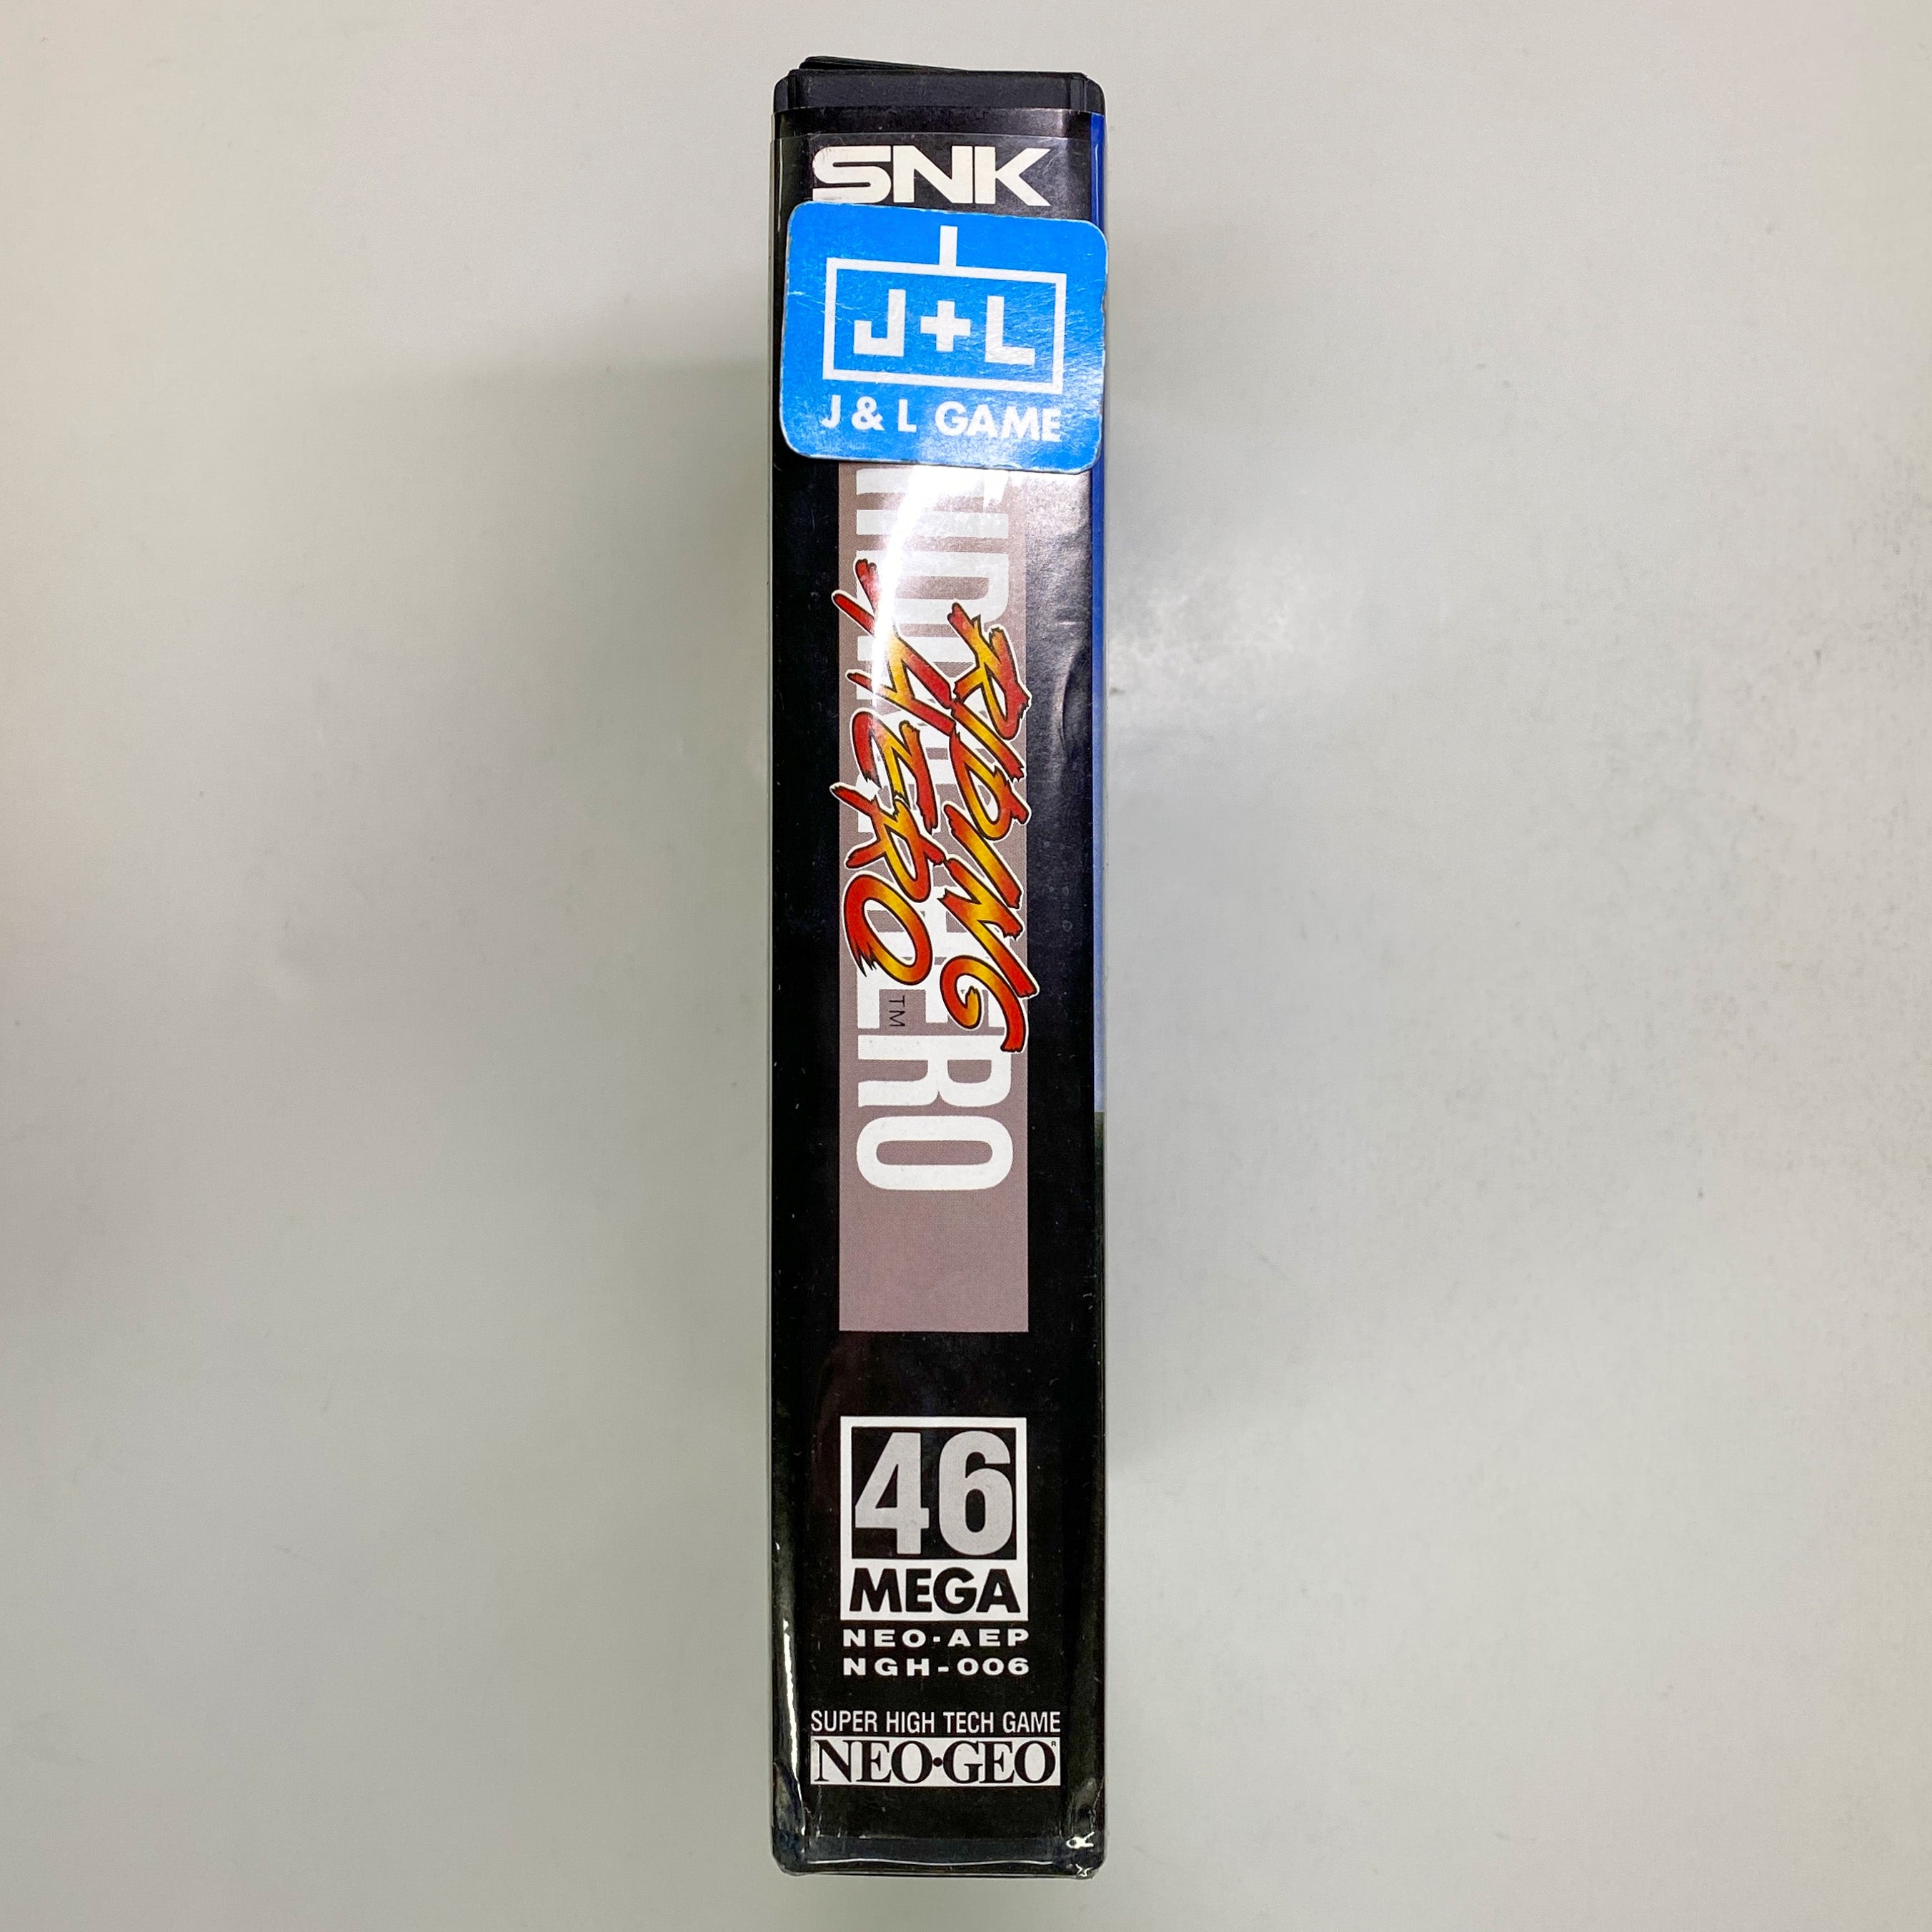 SNK
J+L
J & L GAME
RIDING
HERO
TM
46
MEGA
NEO·AEP
NGH-006
SUPER HIGH TECH GAME
NEO·GEO